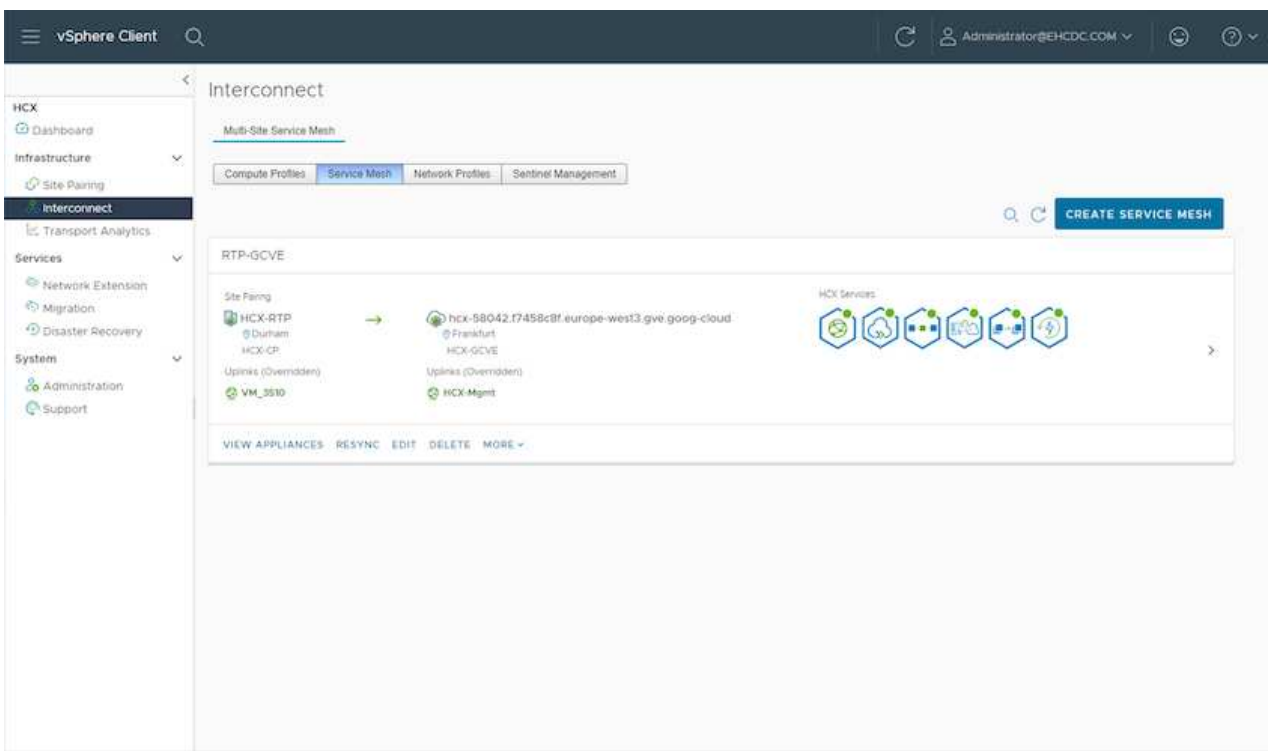 vSphere Client
Administrator@EHCDC.COM
HCX
Dashboard
Infrastructure
Site Pairing
Interconnect
Transport Analytics
Services
Network Extension
Migration
Disaster Recovery
System
Administration
Support
Interconnect
Multi-Site Service Mesh
Compute Profiles Service Mesh Network Profiles Sentinel Management
CREATE SERVICE MESH
RTP-GCVE
Site Pairing
HCX-RTP
Durham
HCX-CP
Uplinks (Overridden)
VM_3510
hcx-58042.f7458c8f.europe-west3.gve.goog-cloud
Frankfurt
HCX-GCVE
Uplinks (Overridden)
HCX-Mgmt
HCX Services
VIEW APPLIANCES RESYNC EDIT DELETE MORE